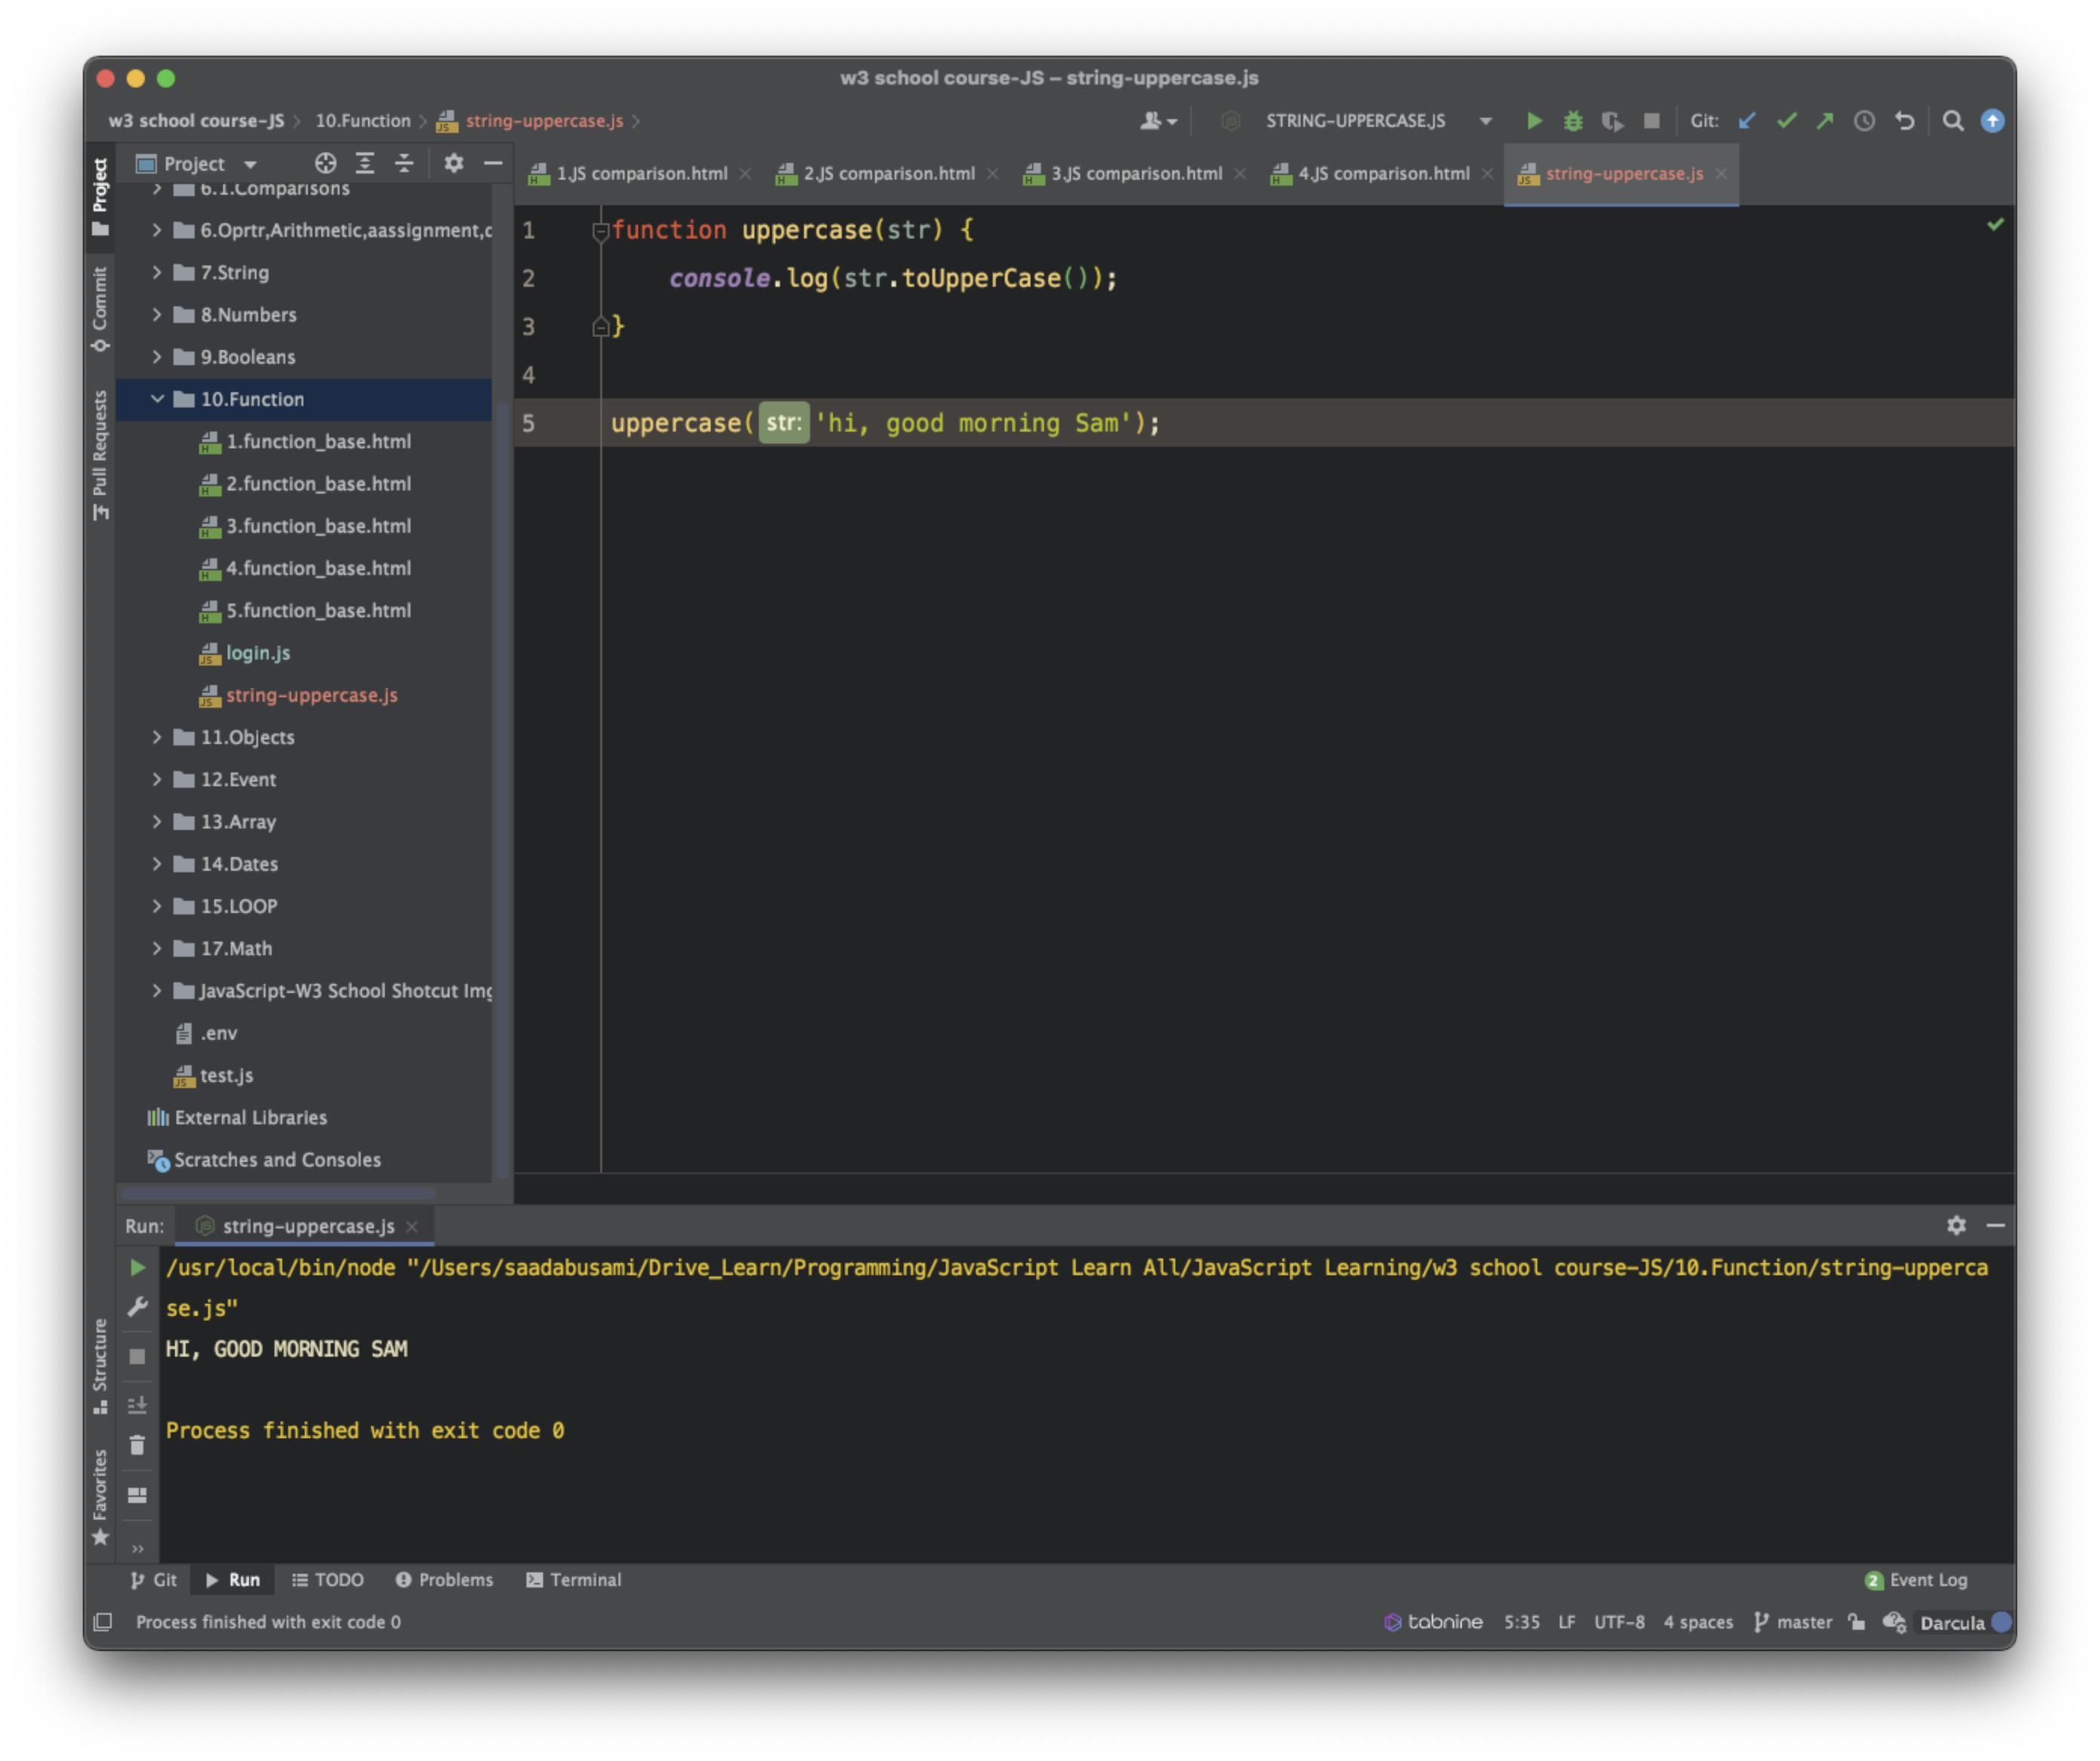 w3 school course-JS – string-uppercase.js
w3 school course-JS 10.Function string-uppercase.js STRING-UPPERCASE.JS Git:
Project
1.JS comparison.html 2.JS comparison.html 3.JS comparison.html 4.JS comparison.html string-uppercase.js
Project
Commit
Pull Requests
Structure
Favorites
6.1.Comparisons
6.Oprtr,Arithmetic,aassignment,c
7.String
8.Numbers
9.Booleans
10.Function
1.function_base.html
2.function_base.html
3.function_base.html
4.function_base.html
5.function_base.html
login.js
string-uppercase.js
11.Objects
12.Event
13.Array
14.Dates
15.LOOP
17.Math
JavaScript-W3 School Shotcut Img
.env
test.js
External Libraries
Scratches and Consoles
1 function uppercase(str) {
2 console.log(str.toUpperCase());
3 }
4
5 uppercase( str: 'hi, good morning Sam');
Run: string-uppercase.js
/usr/local/bin/node "/Users/saadabusami/Drive_Learn/Programming/JavaScript Learn All/JavaScript Learning/w3 school course-JS/10.Function/string-upperca
se.js"
HI, GOOD MORNING SAM
Process finished with exit code 0
Git Run TODO Problems Terminal 2 Event Log
Process finished with exit code 0 tabnine 5:35 LF UTF-8 4 spaces master Darcula